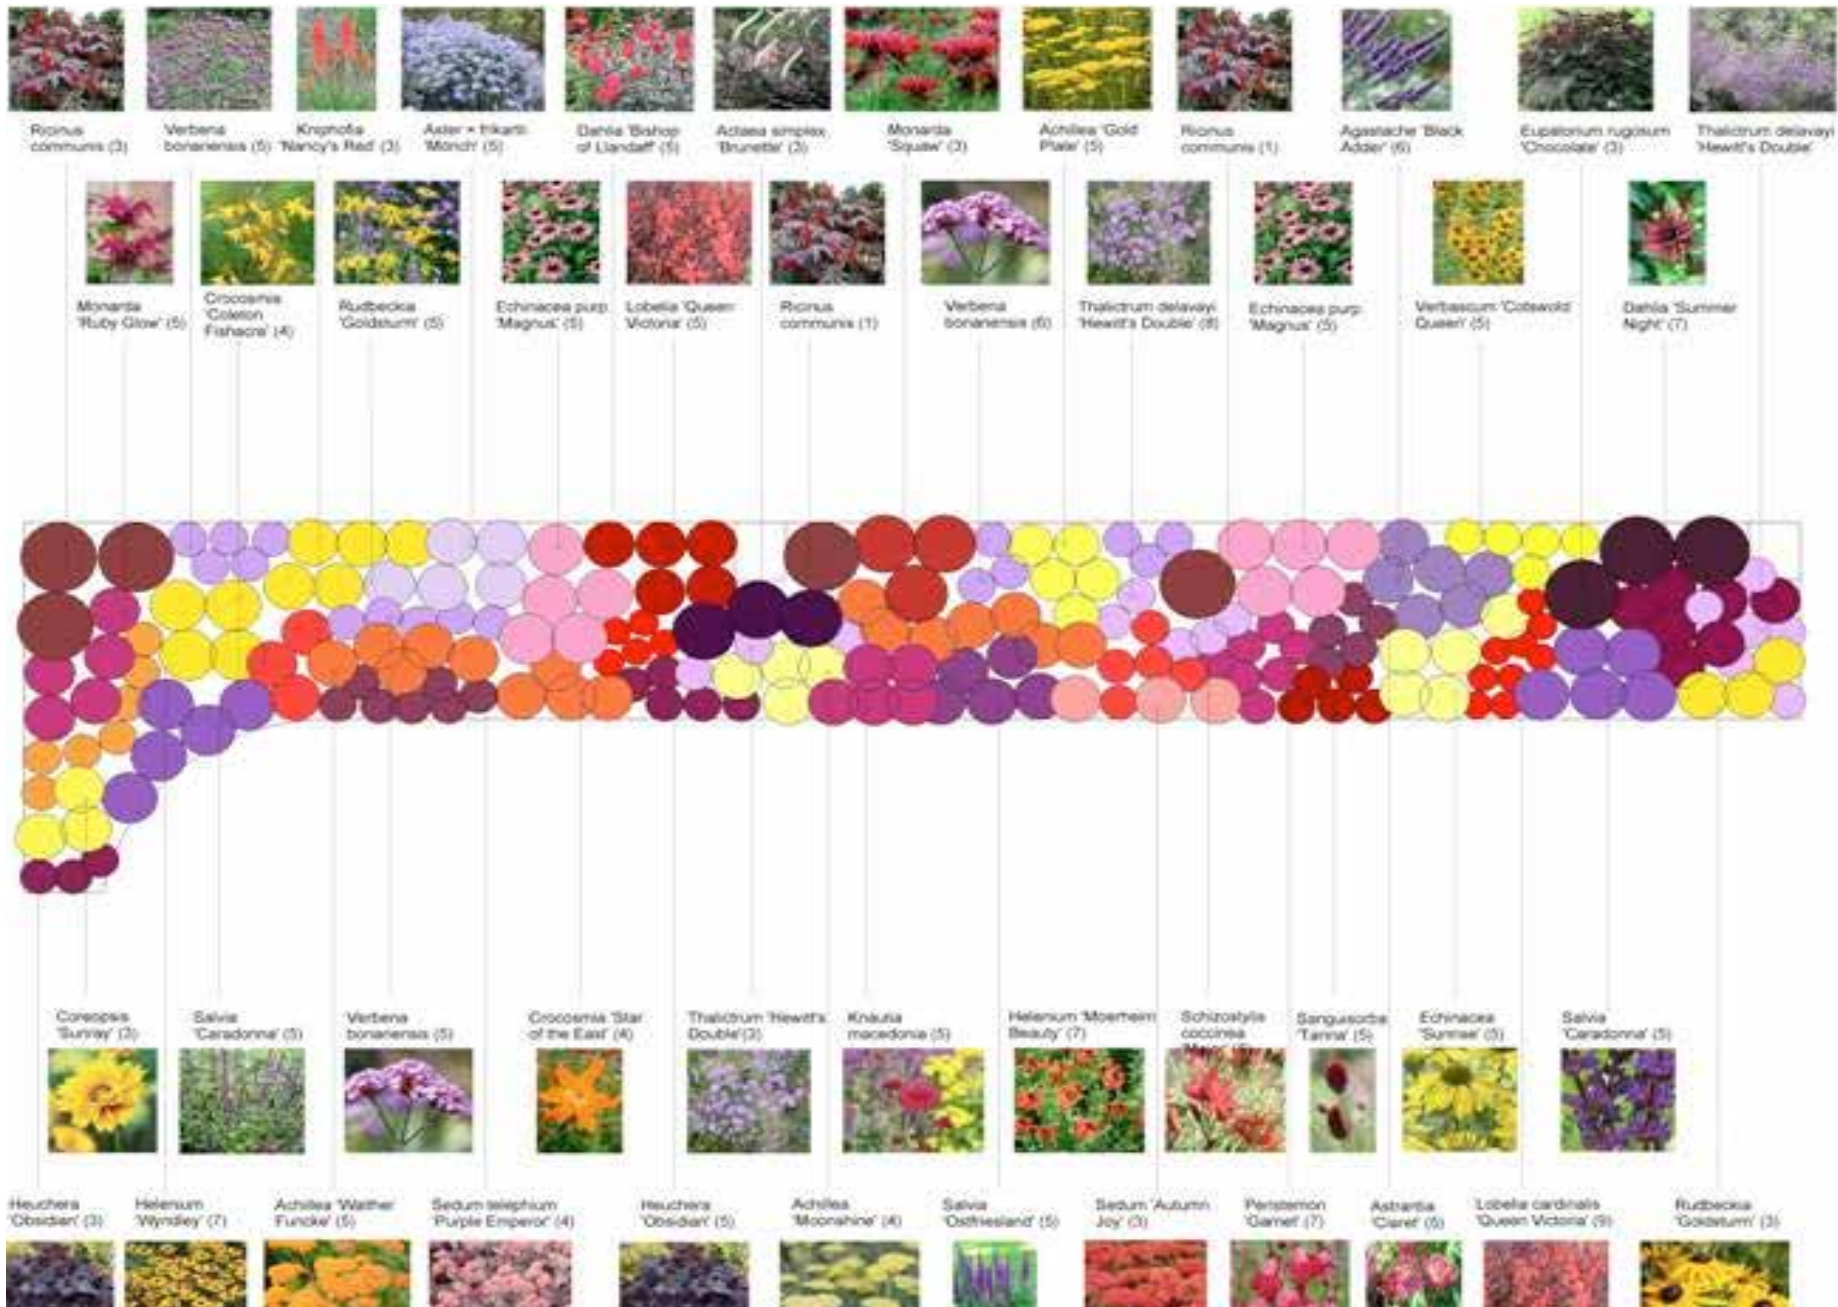 Ricinus
communis (3)
Verbena
bonariensis (5)
Kniphofia
'Nancy's Red' (3)
Aster × frikartii
'Mönch' (5)
Dahlia 'Bishop
of Llandaff' (5)
Actaea simplex
'Brunette' (3)
Monarda
'Squaw' (3)
Achillea 'Gold
Plate' (5)
Ricinus
communis (1)
Agastache 'Black
Adder' (6)
Eupatorium rugosum
'Chocolate' (3)
Thalictrum delavayi
'Hewitt's Double'
Monarda
'Ruby Glow' (5)
Crocosmia
'Coleton
Fishacre' (4)
Rudbeckia
'Goldsturm' (5)
Echinacea purp.
'Magnus' (5)
Lobelia 'Queen
Victoria' (5)
Ricinus
communis (1)
Verbena
bonariensis (6)
Thalictrum delavayi
'Hewitt's Double' (8)
Echinacea purp.
'Magnus' (5)
Verbascum 'Cotswold
Queen' (5)
Dahlia 'Summer
Night' (7)
Coreopsis
'Sunray' (3)
Salvia
'Caradonna' (5)
Verbena
bonariensis (5)
Crocosmia 'Star
of the East' (4)
Thalictrum 'Hewitt's
Double' (3)
Knautia
macedonia (5)
Helenium 'Moerheim
Beauty' (7)
Schizostylis
coccinea
Sanguisorba
'Tanna' (5)
Echinacea
'Sunrise' (5)
Salvia
'Caradonna' (5)
Heuchera
'Obsidian' (3)
Helenium
'Wyndley' (7)
Achillea 'Walther
Funcke' (5)
Sedum telephium
'Purple Emperor' (4)
Heuchera
'Obsidian' (5)
Achillea
'Moonshine' (4)
Salvia
'Ostfriesland' (5)
Sedum 'Autumn
Joy' (3)
Penstemon
'Garnet' (7)
Astrantia
'Claret' (6)
Lobelia cardinalis
'Queen Victoria' (9)
Rudbeckia
'Goldsturm' (3)